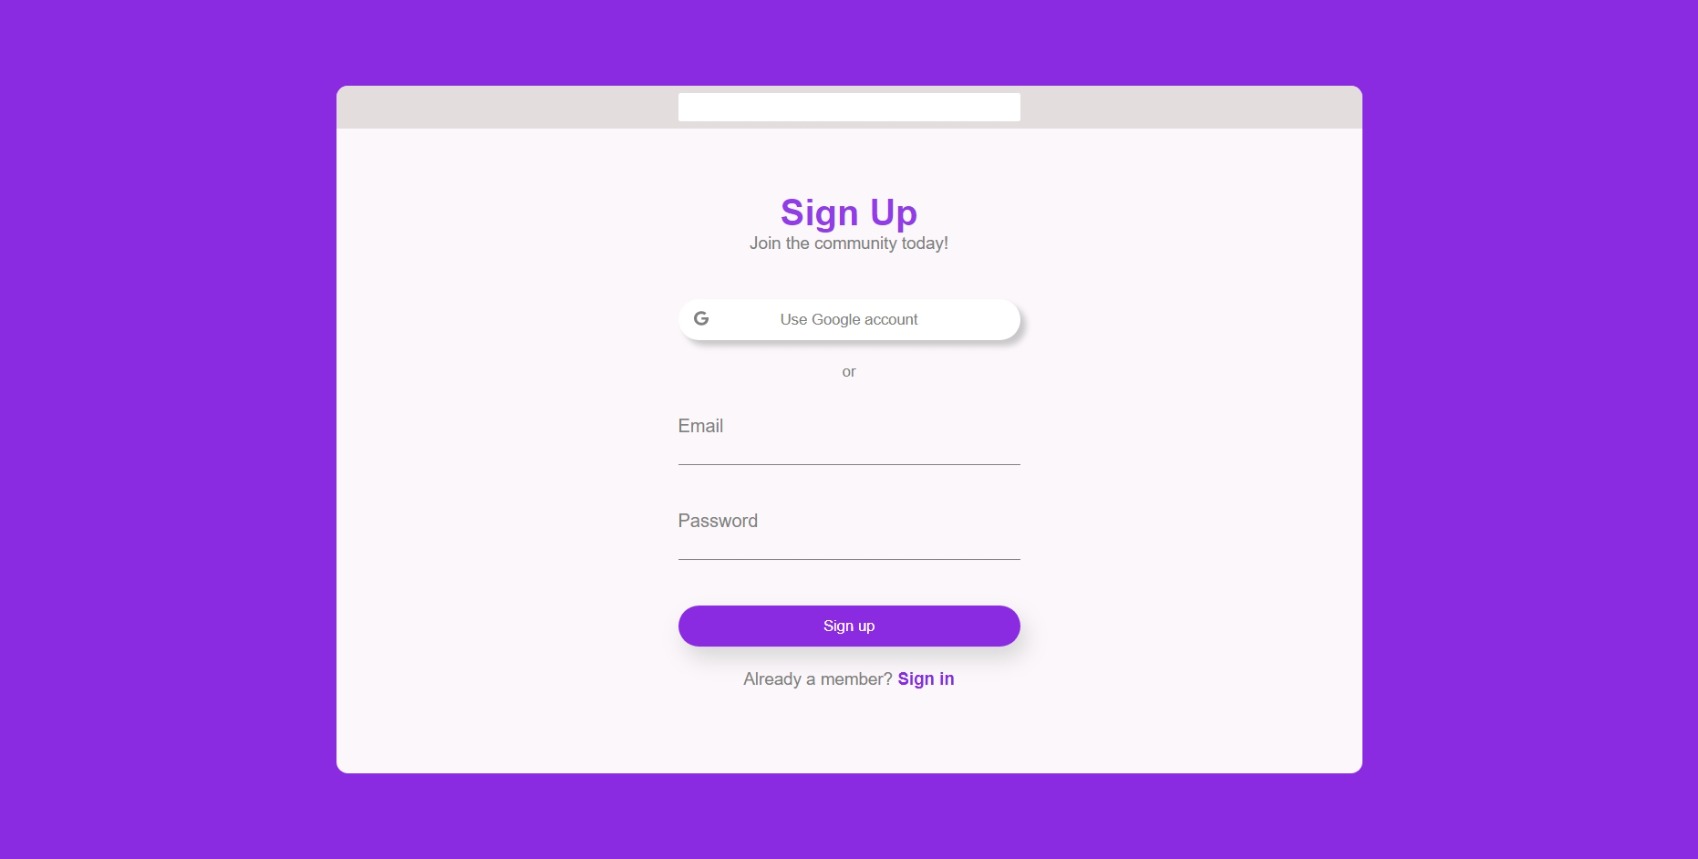 Sign Up
Join the community today!
Use Google account
or
Email
Password
Sign up
Already a member? Sign in